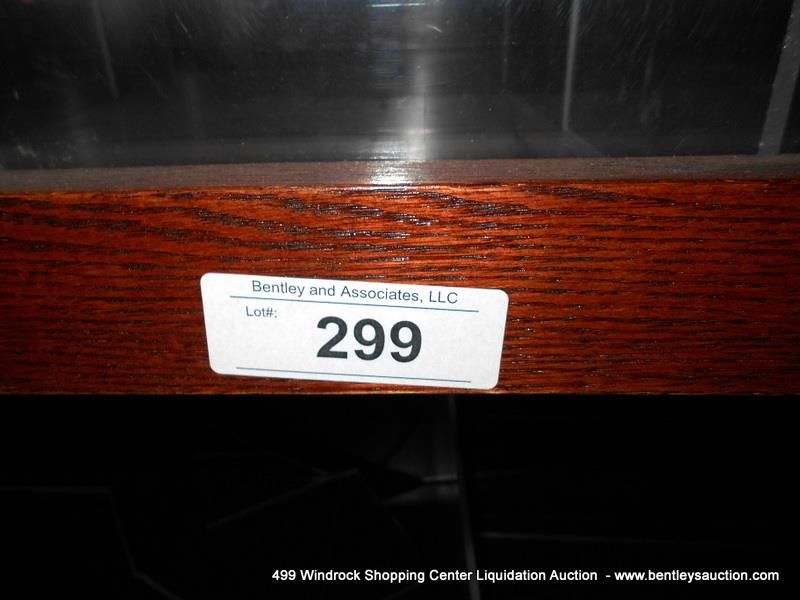 Bentley and Associates, LLC
Lot#:
299
499 Windrock Shopping Center Liquidation Auction - www.bentleysauction.com